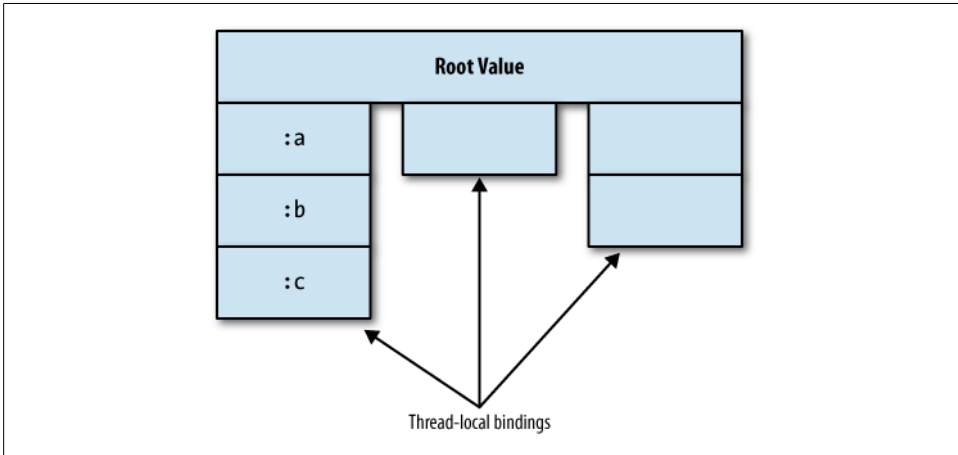 Root Value
:a
:b
:c
Thread-local bindings